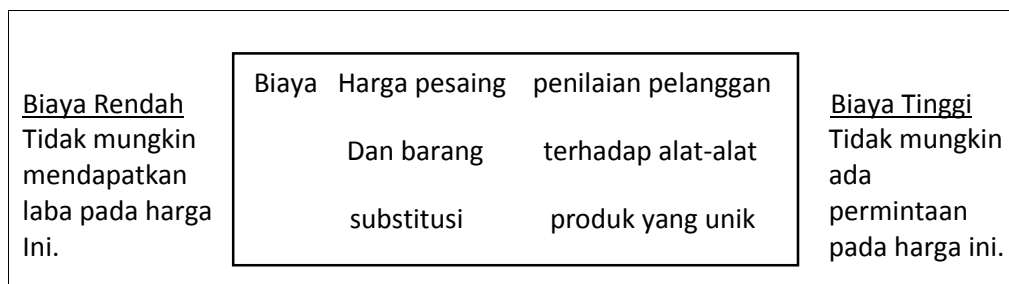 Biaya Rendah
Tidak mungkin
mendapatkan
laba pada harga
Ini.
Biaya Harga pesaing penilaian pelanggan
Dan barang terhadap alat-alat
substitusi produk yang unik
Biaya Tinggi
Tidak mungkin
ada
permintaan
pada harga ini.